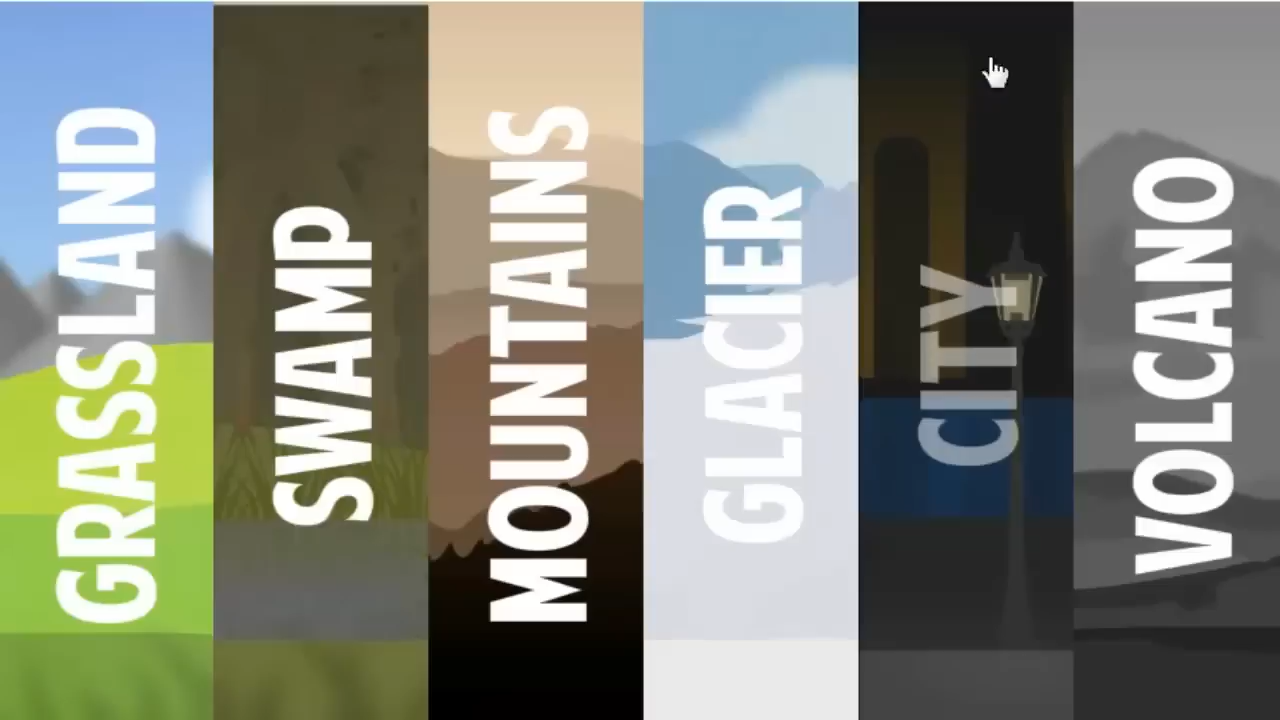 GRASSLAND
SWAMP
MOUNTAINS
GLACIER
CITY
VOLCANO